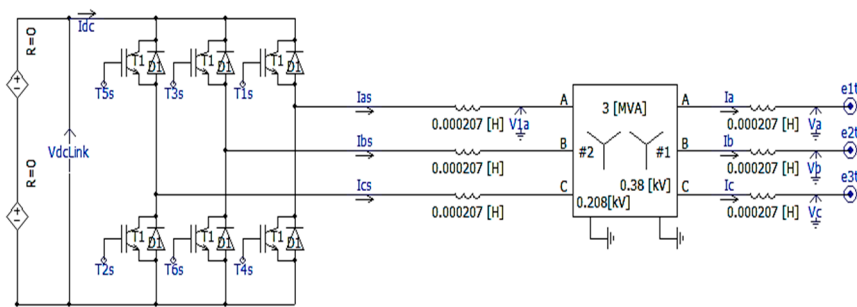 Idc
R=0
T1 D1 T1 D1 T1 D1
T5s T3s T1s
VdcLink
R=0
T1 D1 T1 D1 T1 D1
T2s T6s T4s
Ias
0.000207 [H]
V1a
Ibs
0.000207 [H]
Ics
0.000207 [H]
A 3 [MVA] A
B #2 #1 B
C 0.38 [kV] C
0.208[kV]
Ia
0.000207 [H]
Va
e1t
Ib
0.000207 [H]
Vb
e2t
Ic
0.000207 [H]
Vc
e3t